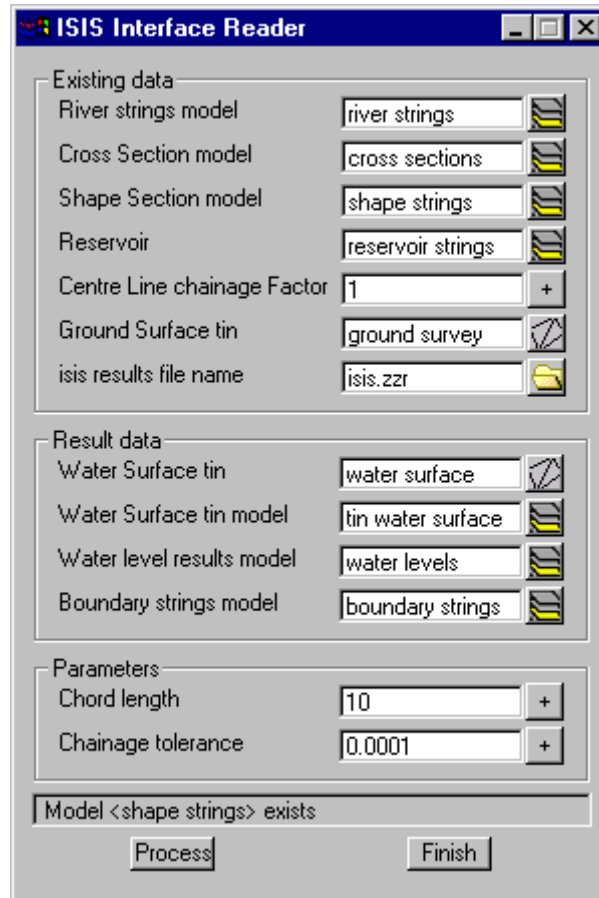 ISIS Interface Reader
Existing data
River strings model river strings
Cross Section model cross sections
Shape Section model shape strings
Reservoir reservoir strings
Centre Line chainage Factor 1 +
Ground Surface tin ground survey
isis results file name isis.zzr
Result data
Water Surface tin water surface
Water Surface tin model tin water surface
Water level results model water levels
Boundary strings model boundary strings
Parameters
Chord length 10 +
Chainage tolerance 0.0001 +
Model <shape strings> exists
Process Finish